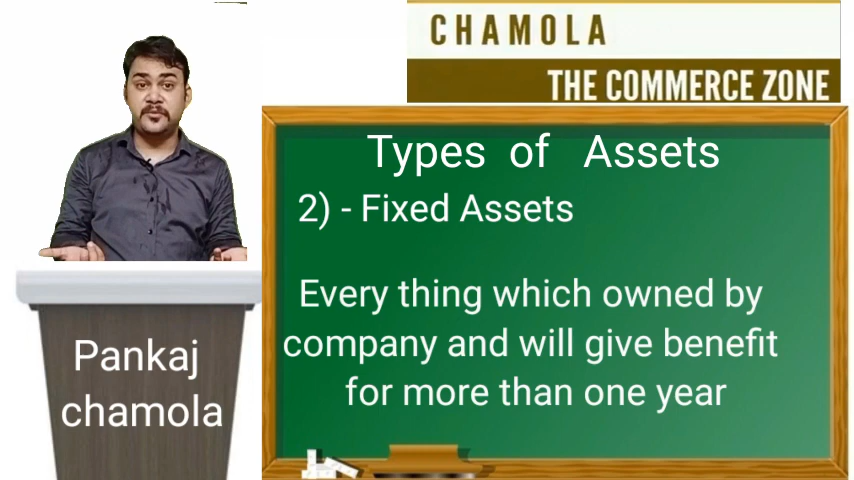 CHAMOLA
THE COMMERCE ZONE
Types of Assets
2) - Fixed Assets
Every thing which owned by
company and will give benefit
for more than one year
Pankaj
chamola